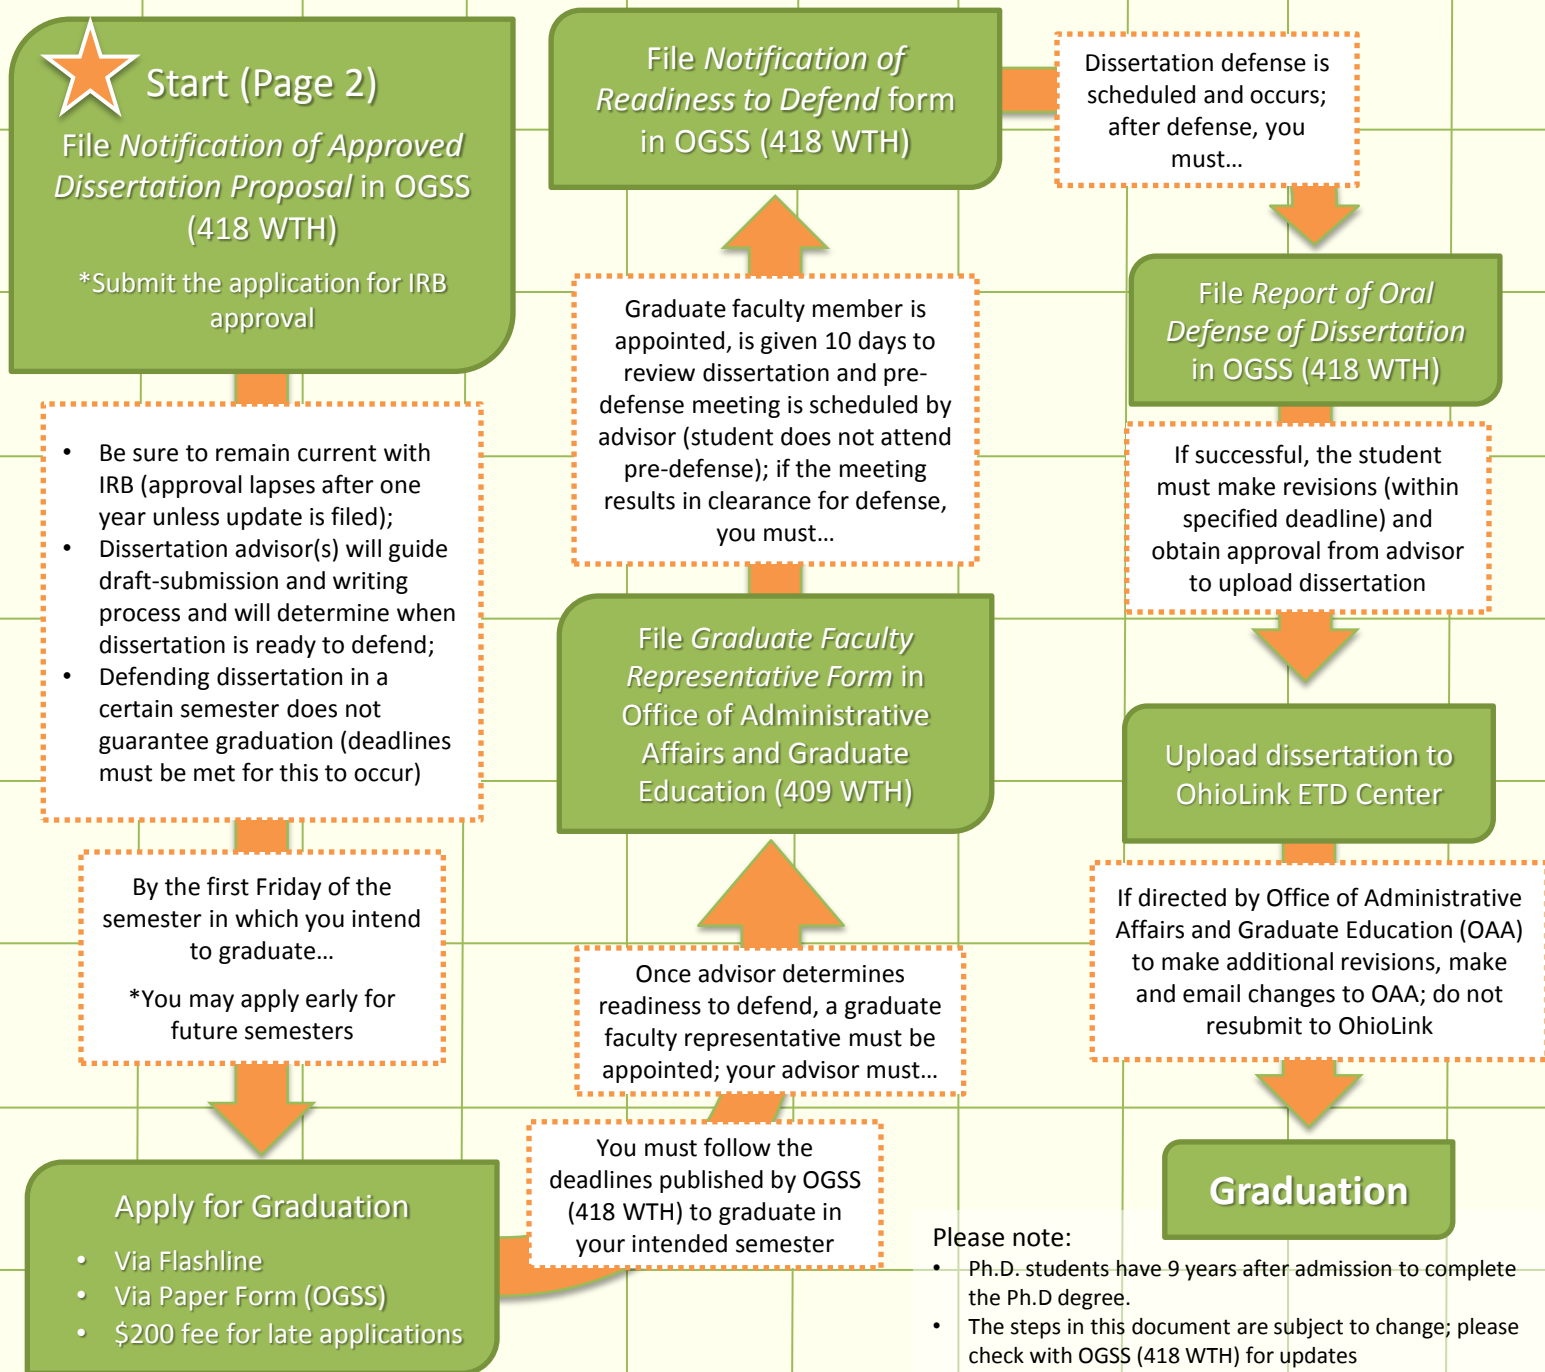 Start (Page 2)
File Notification of Approved
Dissertation Proposal in OGSS
(418 WTH)
*Submit the application for IRB
approval
• Be sure to remain current with
IRB (approval lapses after one
year unless update is filed);
• Dissertation advisor(s) will guide
draft-submission and writing
process and will determine when
dissertation is ready to defend;
• Defending dissertation in a
certain semester does not
guarantee graduation (deadlines
must be met for this to occur)
By the first Friday of the
semester in which you intend
to graduate…
*You may apply early for
future semesters
Apply for Graduation
• Via Flashline
• Via Paper Form (OGSS)
• $200 fee for late applications
You must follow the
deadlines published by OGSS
(418 WTH) to graduate in
your intended semester
Once advisor determines
readiness to defend, a graduate
faculty representative must be
appointed; your advisor must…
File Graduate Faculty
Representative Form in
Office of Administrative
Affairs and Graduate
Education (409 WTH)
Graduate faculty member is
appointed, is given 10 days to
review dissertation and pre-
defense meeting is scheduled by
advisor (student does not attend
pre-defense); if the meeting
results in clearance for defense,
you must…
File Notification of
Readiness to Defend form
in OGSS (418 WTH)
Dissertation defense is
scheduled and occurs;
after defense, you
must…
File Report of Oral
Defense of Dissertation
in OGSS (418 WTH)
If successful, the student
must make revisions (within
specified deadline) and
obtain approval from advisor
to upload dissertation
Upload dissertation to
OhioLink ETD Center
If directed by Office of Administrative
Affairs and Graduate Education (OAA)
to make additional revisions, make
and email changes to OAA; do not
resubmit to OhioLink
Graduation
Please note:
• Ph.D. students have 9 years after admission to complete
the Ph.D degree.
• The steps in this document are subject to change; please
check with OGSS (418 WTH) for updates